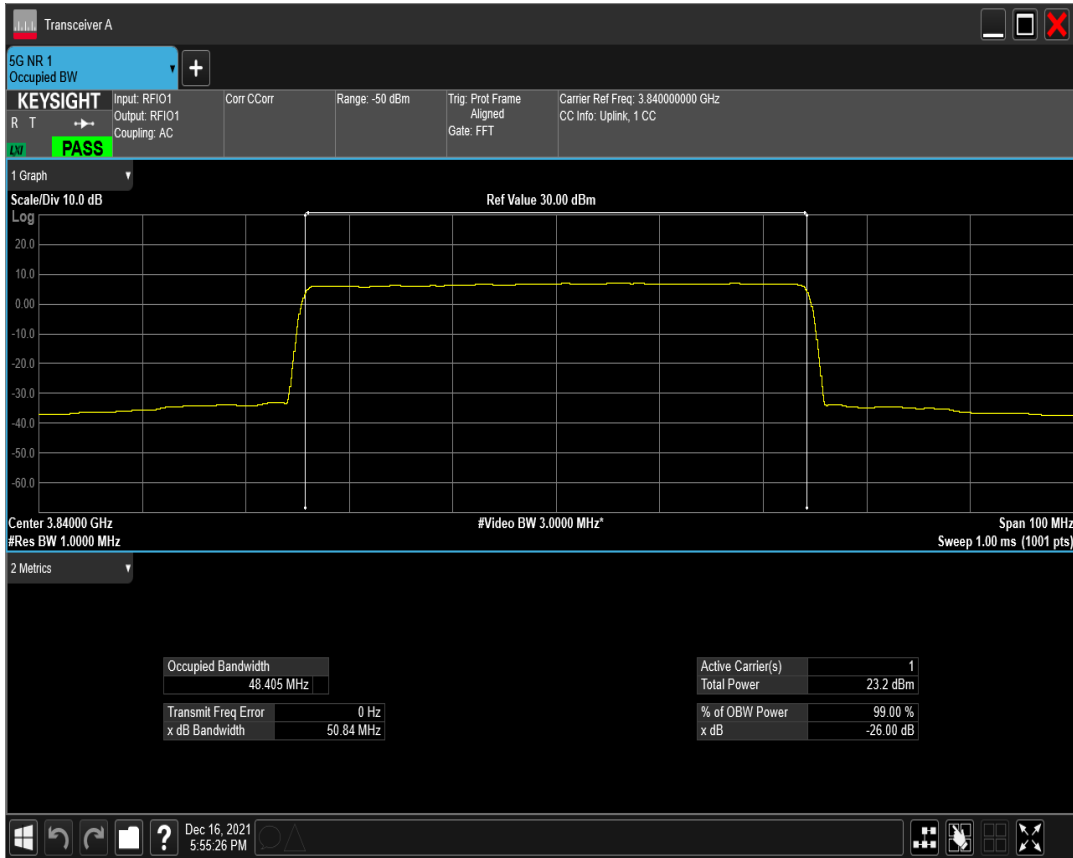 Transceiver A
5G NR 1
Occupied BW
KEYSIGHT
R T
LXI
PASS
Input: RFIO1
Output: RFIO1
Coupling: AC
Corr CCorr
Range: -50 dBm
Trig: Prot Frame
Aligned
Gate: FFT
Carrier Ref Freq: 3.840000000 GHz
CC Info: Uplink, 1 CC
1 Graph
Scale/Div 10.0 dB
Ref Value 30.00 dBm
Log
20.0
10.0
0.00
-10.0
-20.0
-30.0
-40.0
-50.0
-60.0
Center 3.84000 GHz
#Video BW 3.0000 MHz*
Span 100 MHz
#Res BW 1.0000 MHz
Sweep 1.00 ms (1001 pts)
2 Metrics
Occupied Bandwidth
48.405 MHz
Transmit Freq Error 0 Hz
x dB Bandwidth 50.84 MHz
Active Carrier(s) 1
Total Power 23.2 dBm
% of OBW Power 99.00 %
x dB -26.00 dB
?
Dec 16, 2021
5:55:26 PM